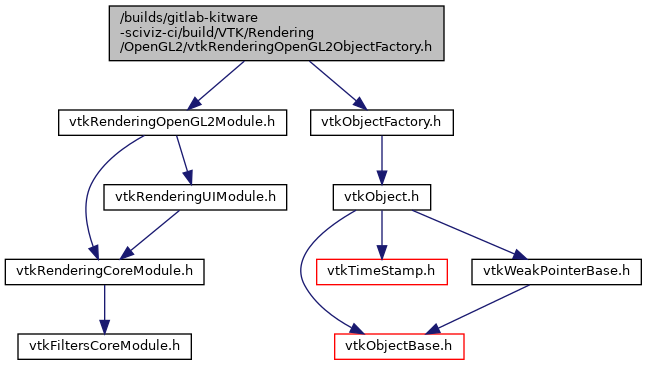 /builds/gitlab-kitware
-sciviz-ci/build/VTK/Rendering
/OpenGL2/vtkRenderingOpenGL2ObjectFactory.h
vtkRenderingOpenGL2Module.h
vtkObjectFactory.h
vtkRenderingUIModule.h
vtkObject.h
vtkRenderingCoreModule.h
vtkTimeStamp.h
vtkWeakPointerBase.h
vtkFiltersCoreModule.h
vtkObjectBase.h